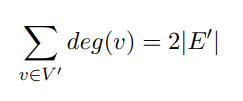 ∑_{v∈V′} deg(v) = 2|E′|